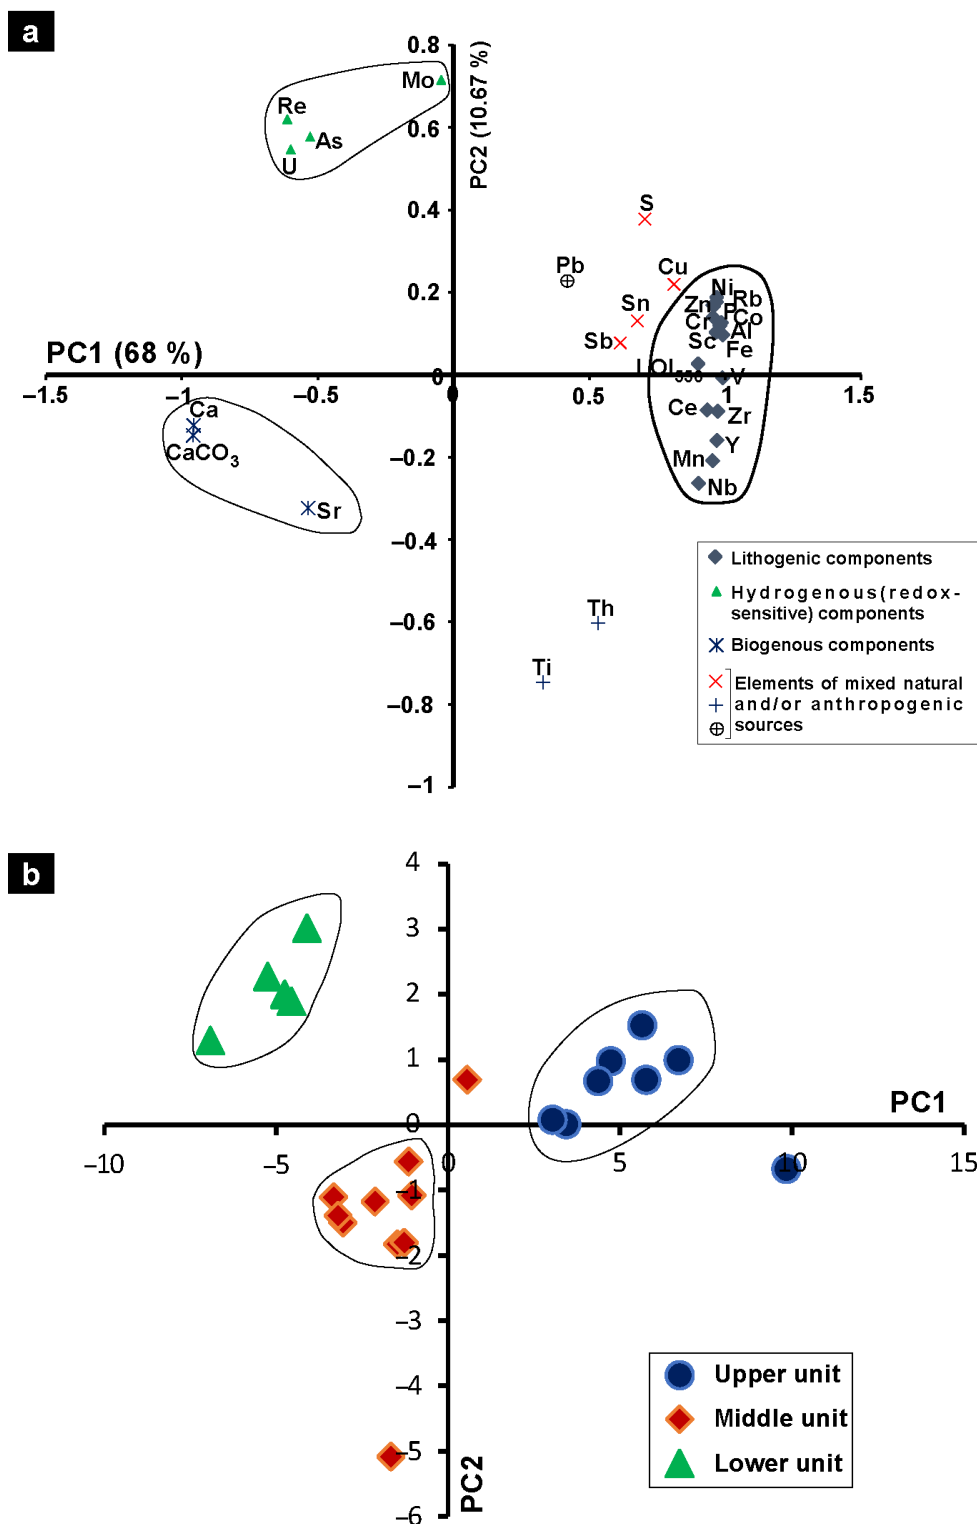 a
0.8
Mo
PC2 (10.67 %)
Re
0.6
As
U
0.4
S
Pb
Cu
0.2
Ni
Zn
Rb
P
Sn
Cr
Co
Al
Sb
Sc
Fe
PC1 (68 %)
LOI550
V
–1.5
–1
–0.5
0
0.5
1.5
Ca
Ce
Zr
CaCO3
Y
–0.2
Mn
Nb
Sr
–0.4
Lithogenic components
Hydrogenous(redox-
sensitive) components
Th
–0.6
Biogenous components
Ti
Elements of mixed natural
and/or anthropogenic
sources
–0.8
–1
b
4
3
2
1
PC1
0
–10
–5
0
5
10
15
–1
–2
–3
–4
Upper unit
Middle unit
–5
Lower unit
PC2
–6